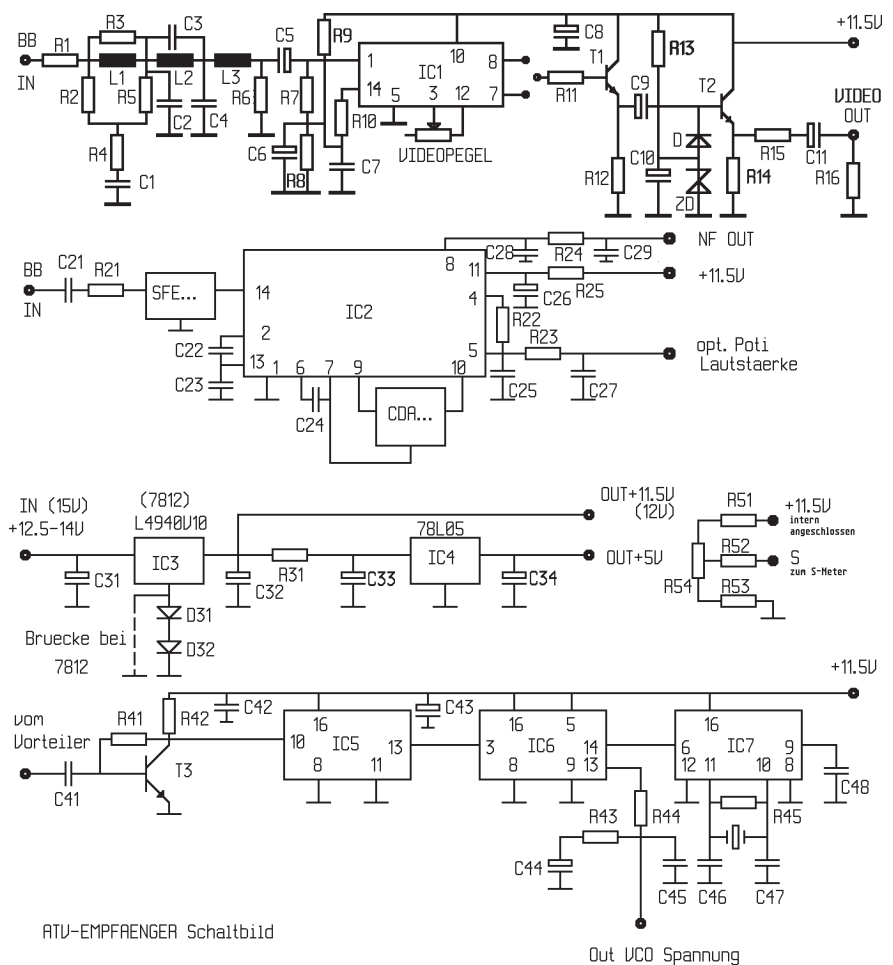 R3 C3 C5 R9 C8 +11.5V
BB R1 T1 R13
IN L1 L2 L3 1 10 8 T2
IC1 C9 VIDEO
R2 R5 R6 R7 14 7 R11 OUT
C2 C4 R10 5 3 12 D
R4 C6 C7 VIDEOPEGEL R12 C10 R14 R15 C11 R16
C1 R8 ZD
C28 R24 C29 NF OUT
8
BB C21 R21 11 R25 +11.5V
IN SFE... 14 IC2 4 C26
R22
2 R23
C22 13 5 opt. Poti
Lautstaerke
C23 1 6 7 9 10 C25 C27
C24 CDA...
IN (15V) (7812) OUT+11.5V
+12.5-14V L4940V10 78L05 (12V)
R51 +11.5V
intern
angeschlossen
IC3 IC4 OUT+5V
C31 C32 R31 C33 C34
R54 R52 S
zum S-Meter
R53
D31
Bruecke bei
7812
D32
+11.5V
vom
Vorteiler
R41 R42 C42 C43
16 16 5 16
10 IC5 13 3 IC6 14 6 IC7 9
T3 8 11 8 9 13 12 11 10 8
C41 C48
R43 R44 R45
C44 C45 C46 C47
ATV-EMPFAENGER Schaltbild
Out VCO Spannung